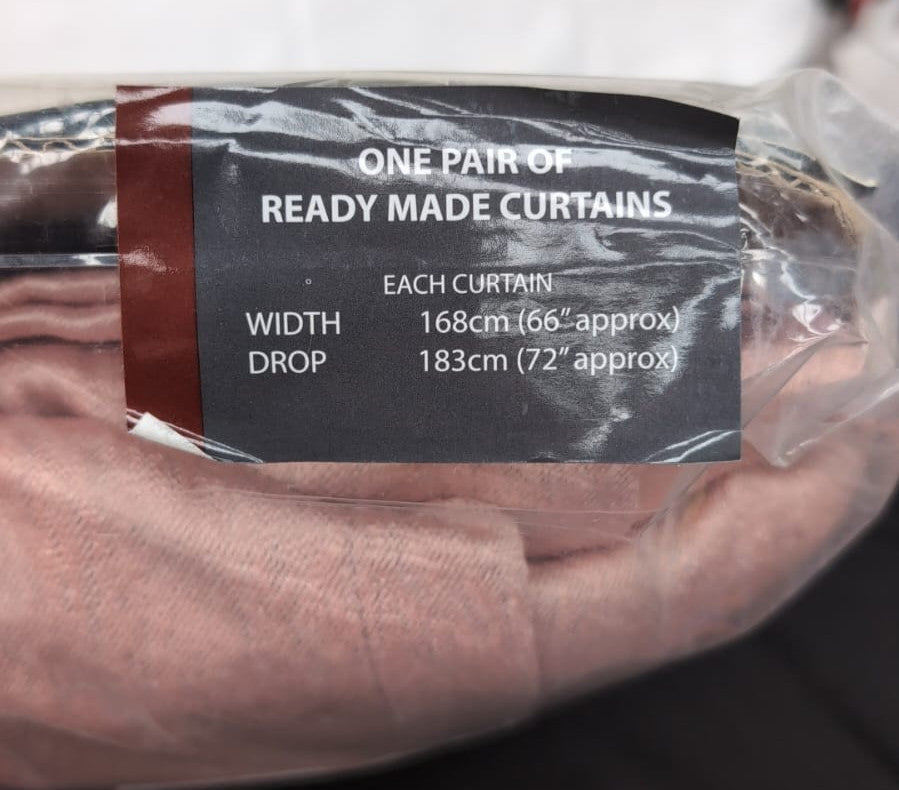 ONE PAIR OF
READY MADE CURTAINS
EACH CURTAIN
WIDTH 168cm (66” approx)
DROP 183cm (72” approx)